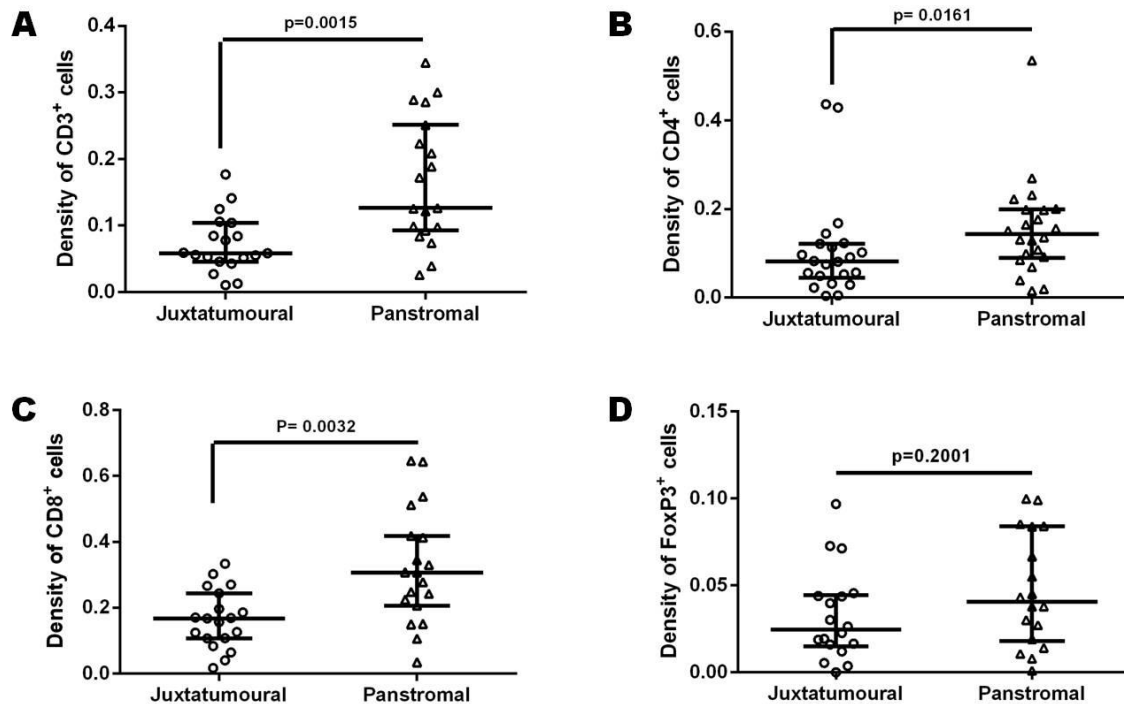 A
p=0.0015
Density of CD3⁺ cells
0.4
0.3
0.2
0.1
0.0
Juxtatumoural Panstromal
B
p= 0.0161
Density of CD4⁺ cells
0.6
0.4
0.2
0.0
Juxtatumoural Panstromal
C
P= 0.0032
Density of CD8⁺ cells
0.8
0.6
0.4
0.2
0.0
Juxtatumoural Panstromal
D
p=0.2001
Density of FoxP3⁺ cells
0.15
0.10
0.05
0.00
Juxtatumoural Panstromal